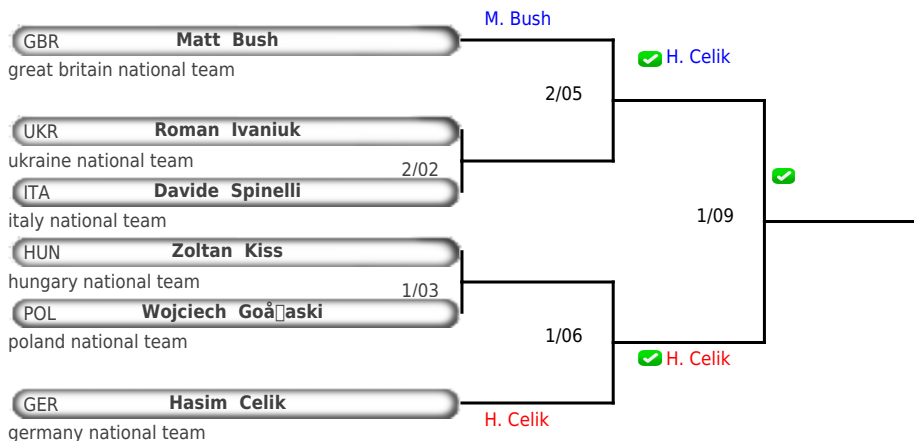 M. Bush
GBR Matt Bush
great britain national team
H. Celik
2/05
UKR Roman Ivaniuk
ukraine national team
2/02
ITA Davide Spinelli
italy national team
1/09
HUN Zoltan Kiss
hungary national team
1/03
POL Wojciech Goå▯aski
poland national team
1/06
H. Celik
GER Hasim Celik
H. Celik
germany national team